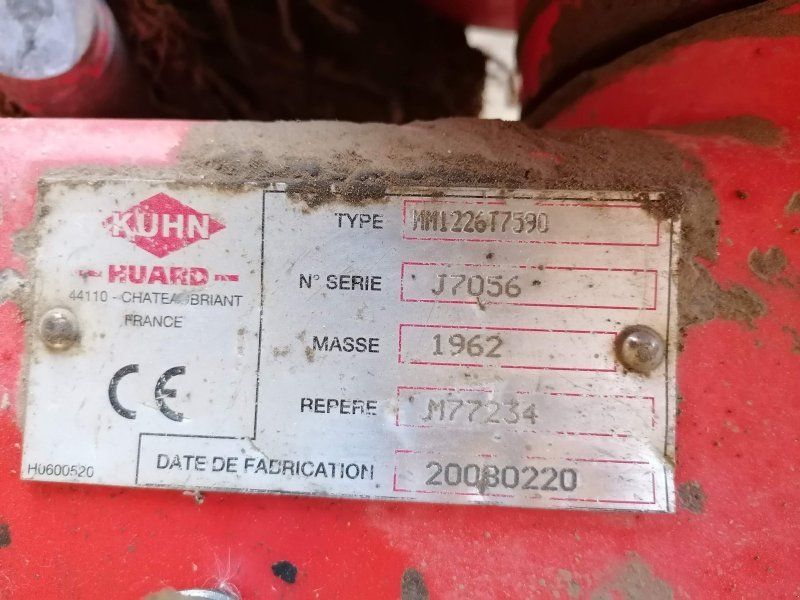 KUHN
HUARD
44110 - CHATEAUBRIANT
FRANCE
CE
H0600520
TYPE MM1226T7590
N° SERIE J7056
MASSE 1962
REPERE M77234
DATE DE FABRICATION 20080220